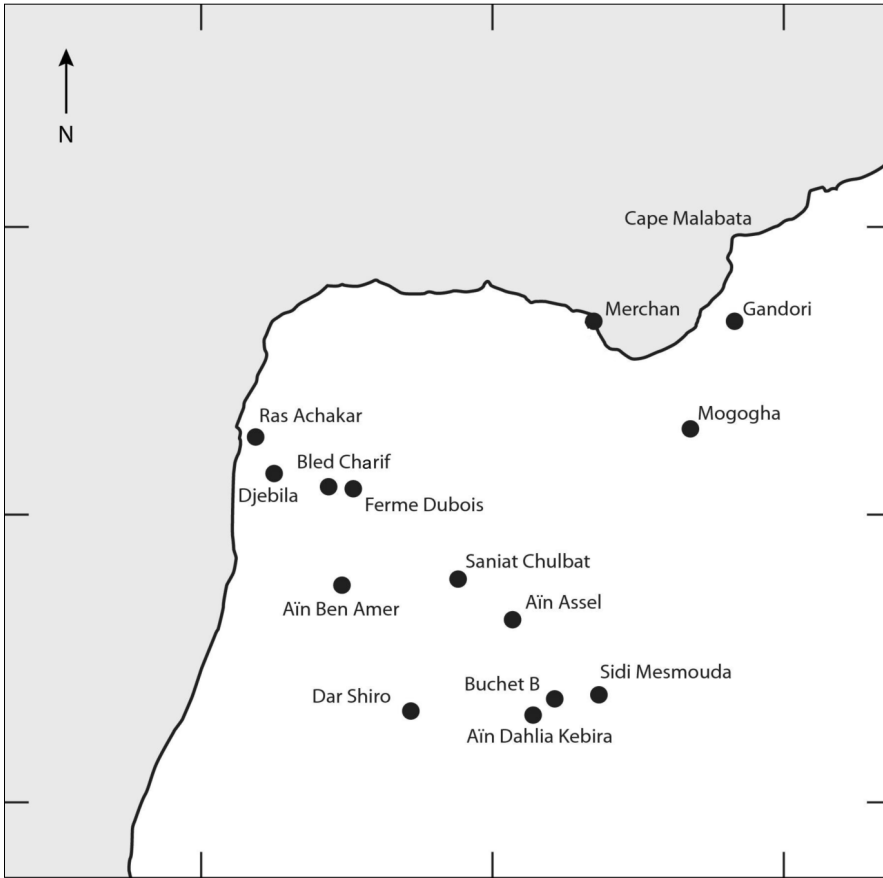 N
Cape Malabata
Merchan
Gandori
Ras Achakar
Mogogha
Bled Charif
Djebila
Ferme Dubois
Saniat Chulbat
Aïn Ben Amer
Aïn Assel
Sidi Mesmouda
Buchet B
Dar Shiro
Aïn Dahlia Kebira